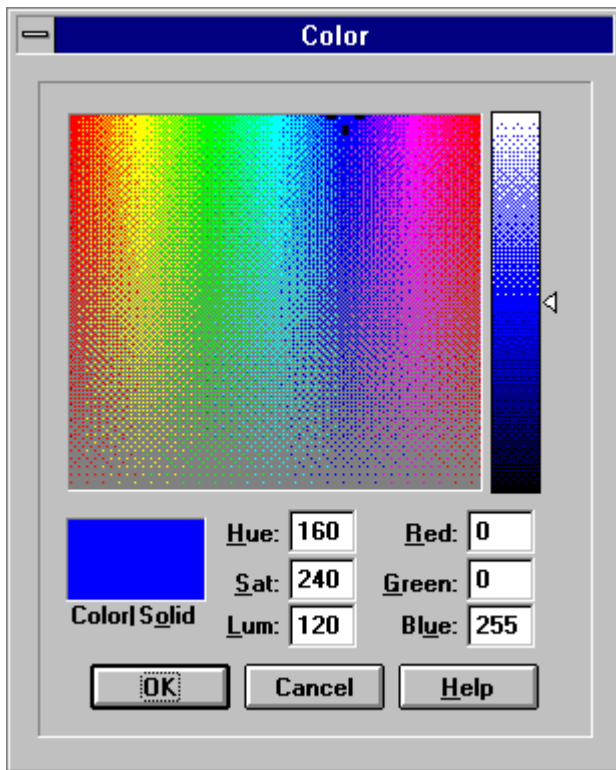 Color
Hue: 160 Red: 0
Sat: 240 Green: 0
Color|Solid
Lum: 120 Blue: 255
OK Cancel Help